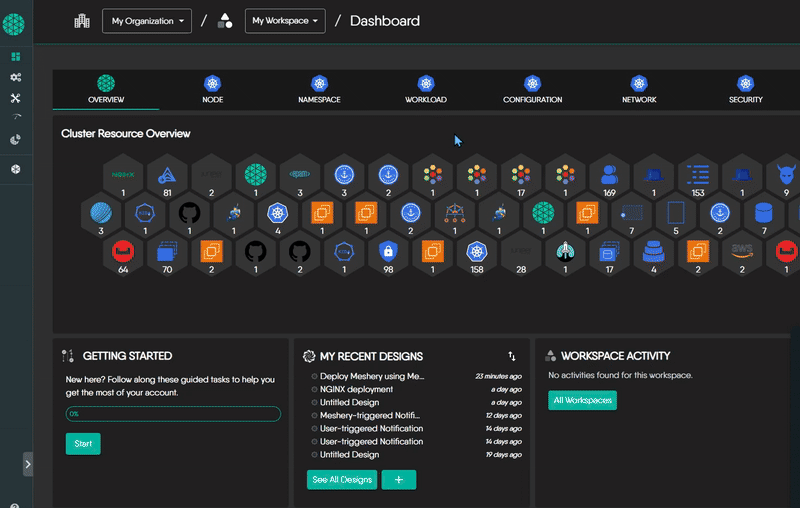 My Organization / My Workspace / Dashboard
OVERVIEW NODE NAMESPACE WORKLOAD CONFIGURATION NETWORK SECURITY
Cluster Resource Overview
NGINX
1 81 2 1 3 3 2 1 1 17 1 169 1 153 1 9
3 1 1 1 4 1 1 2 1 1 1 1 7 5 2 7
aws
64 70 2 1 2 1 98 1 158 28 1 17 4 2 2 1
GETTING STARTED
New here? Follow along these guided tasks to help you
get the most of your account.
0%
Start
MY RECENT DESIGNS
Deploy Meshery using Me... 23 minutes ago
NGINX deployment a day ago
Untitled Design a day ago
Meshery-triggered Notifi... 12 days ago
User-triggered Notification 14 days ago
User-triggered Notification 14 days ago
Untitled Design 19 days ago
See All Designs +
WORKSPACE ACTIVITY
No activities found for this workspace.
All Workspaces